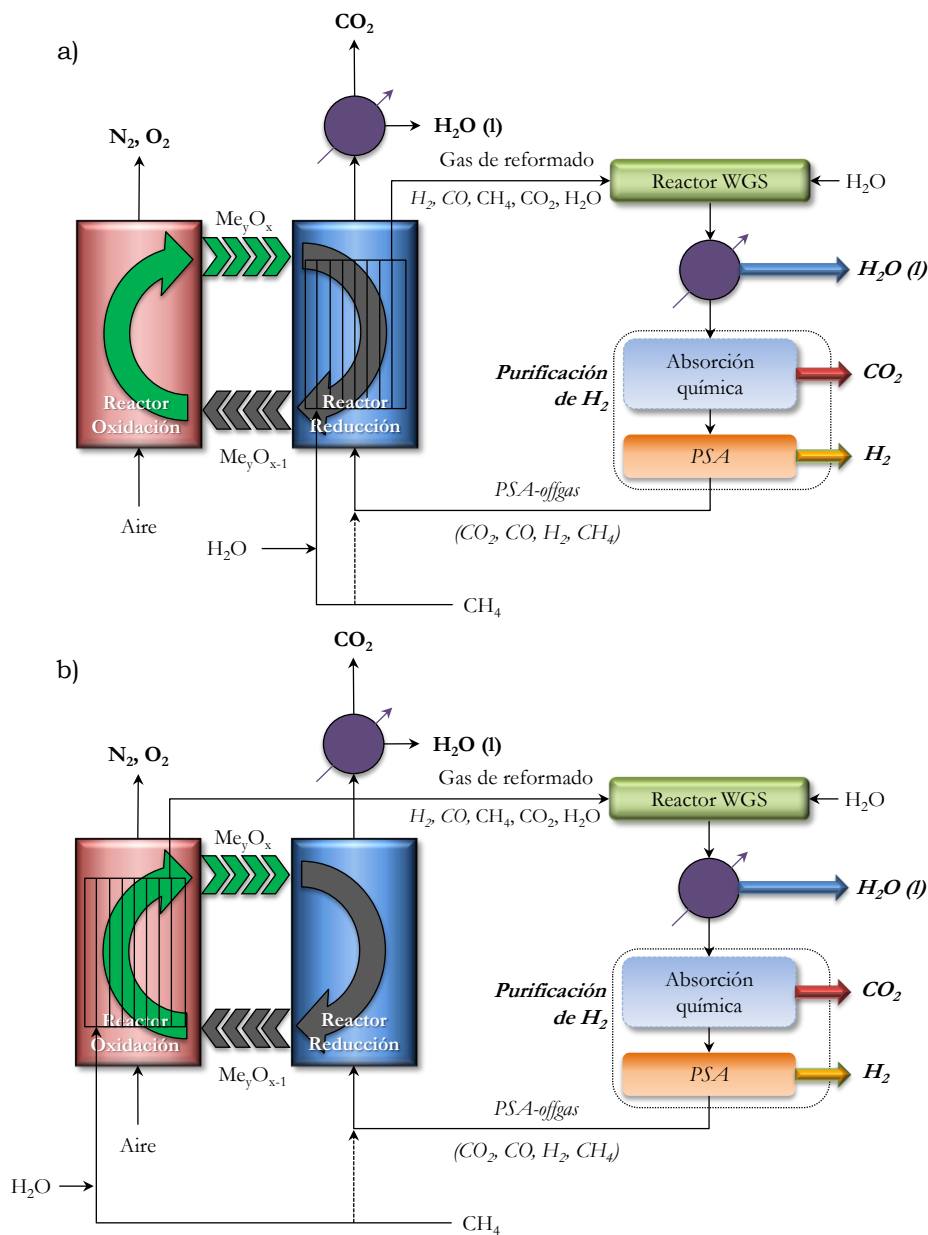 a)
CO₂
H₂O (l)
N₂, O₂
Gas de reformado
H₂, CO, CH₄, CO₂, H₂O
Reactor WGS
H₂O
MeᵧOₓ
H₂O (l)
Purificación
de H₂
Absorción
química
CO₂
Reactor
Oxidación
Reactor
Reducción
MeᵧOₓ₋₁
PSA
H₂
PSA-offgas
(CO₂, CO, H₂, CH₄)
Aire
H₂O
CH₄
b)
CO₂
H₂O (l)
N₂, O₂
Gas de reformado
H₂, CO, CH₄, CO₂, H₂O
Reactor WGS
H₂O
MeᵧOₓ
H₂O (l)
Purificación
de H₂
Absorción
química
CO₂
Reactor
Oxidación
Reactor
Reducción
MeᵧOₓ₋₁
PSA
H₂
PSA-offgas
(CO₂, CO, H₂, CH₄)
Aire
H₂O
CH₄